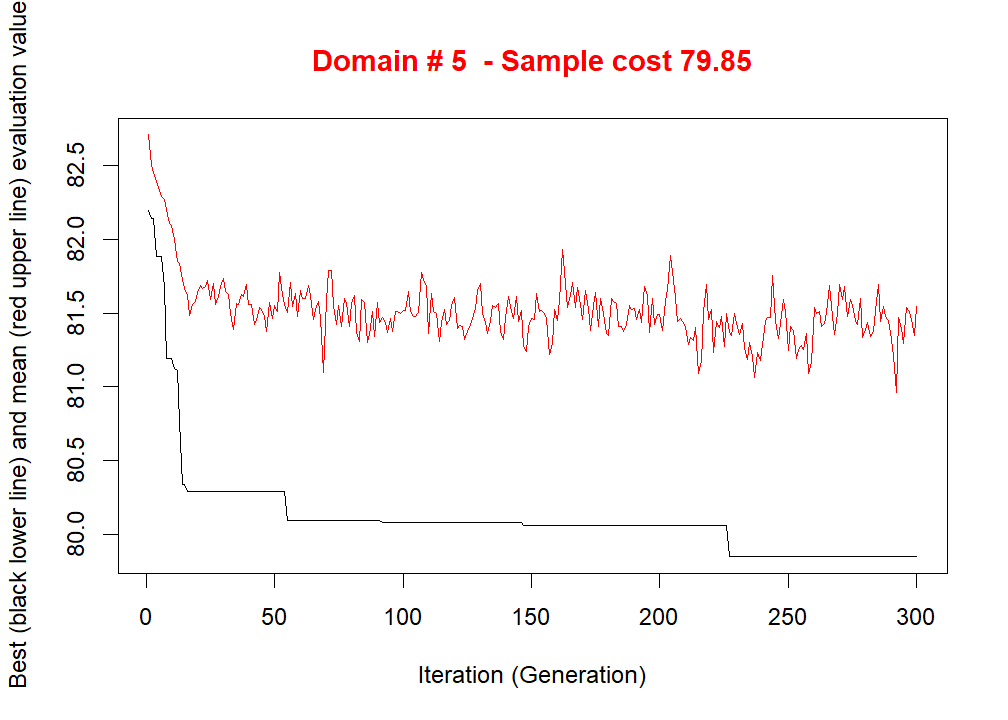 Domain # 5  - Sample cost 79.85
Best (black lower line) and mean (red upper line) evaluation value
82.5
82.0
81.5
81.0
80.5
80.0
0 50 100 150 200 250 300
Iteration (Generation)